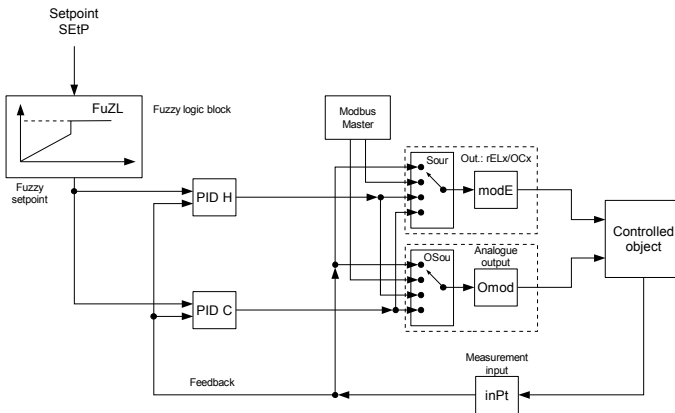 Setpoint
SEtP
FuZL
Fuzzy logic block
Fuzzy
setpoint
Modbus
Master
PID H
PID C
Sour
Out.: rELx/OCx
modE
Analogue
output
OSou
Omod
Controlled
object
Measurement
input
inPt
Feedback